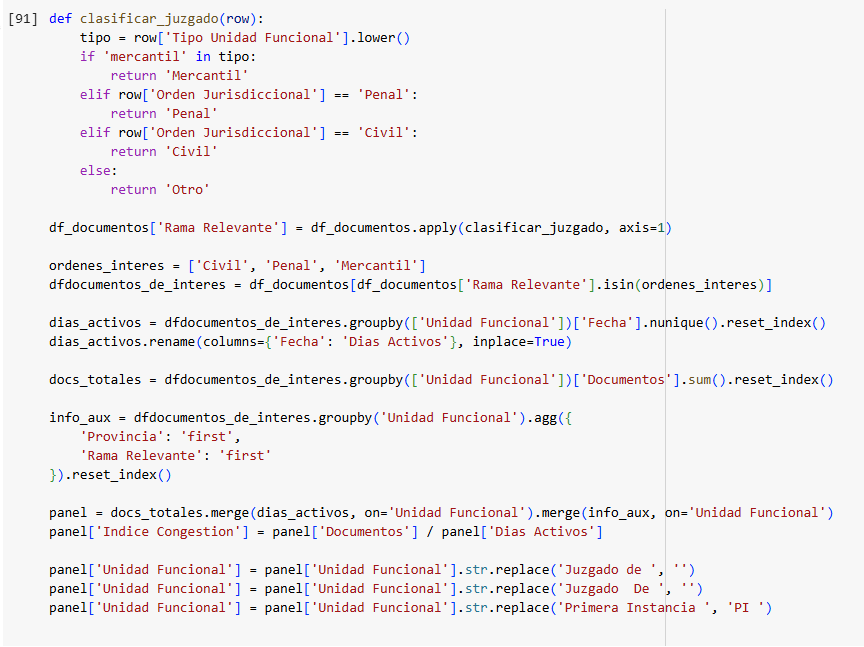 [91] def clasificar_juzgado(row):
    tipo = row['Tipo Unidad Funcional'].lower()
    if 'mercantil' in tipo:
        return 'Mercantil'
    elif row['Orden Jurisdiccional'] == 'Penal':
        return 'Penal'
    elif row['Orden Jurisdiccional'] == 'Civil':
        return 'Civil'
    else:
        return 'Otro'

df_documentos['Rama Relevante'] = df_documentos.apply(clasificar_juzgado, axis=1)

ordenes_interes = ['Civil', 'Penal', 'Mercantil']
dfdocumentos_de_interes = df_documentos[df_documentos['Rama Relevante'].isin(ordenes_interes)]

dias_activos = dfdocumentos_de_interes.groupby(['Unidad Funcional'])['Fecha'].nunique().reset_index()
dias_activos.rename(columns={'Fecha': 'Dias Activos'}, inplace=True)

docs_totales = dfdocumentos_de_interes.groupby(['Unidad Funcional'])['Documentos'].sum().reset_index()

info_aux = dfdocumentos_de_interes.groupby('Unidad Funcional').agg({
    'Provincia': 'first',
    'Rama Relevante': 'first'
}).reset_index()

panel = docs_totales.merge(dias_activos, on='Unidad Funcional').merge(info_aux, on='Unidad Funcional')
panel['Indice Congestion'] = panel['Documentos'] / panel['Dias Activos']

panel['Unidad Funcional'] = panel['Unidad Funcional'].str.replace('Juzgado de ', '')
panel['Unidad Funcional'] = panel['Unidad Funcional'].str.replace('Juzgado  De ', '')
panel['Unidad Funcional'] = panel['Unidad Funcional'].str.replace('Primera Instancia ', 'PI ')